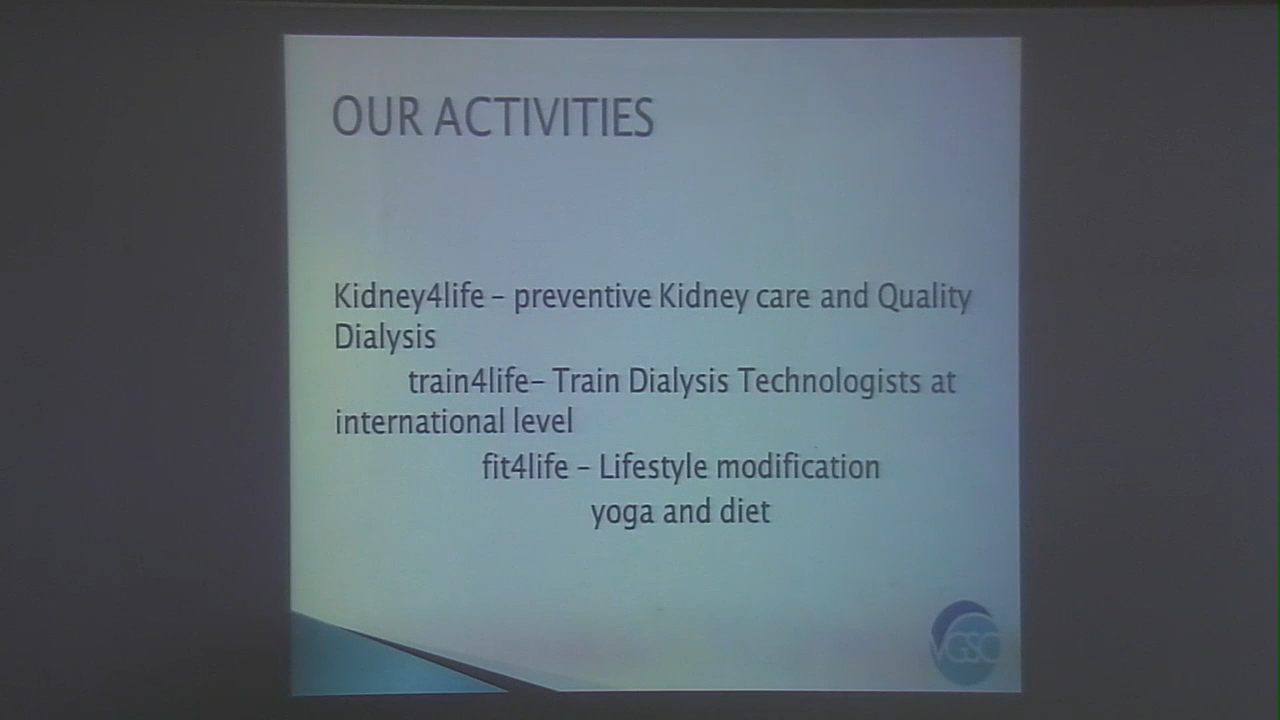 OUR ACTIVITIES
Kidney4life – preventive Kidney care and Quality
Dialysis
train4life– Train Dialysis Technologists at
international level
fit4life – Lifestyle modification
yoga and diet
VGSC